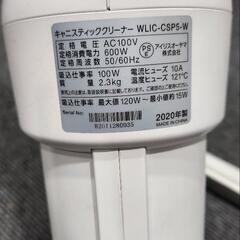 キャニスティッククリーナー WLIC-CSP5-W
定格電圧 AC100V
定格消費電力 600W
定格周波数 50/60Hz
PS
E
アイリスオーヤマ
株式会社
吸込仕事率 100W
質量 2.3kg
電流ヒューズ 10A
温度ヒューズ 121℃
吸込仕事率 最大値 120W～最小値約15W
Serial No.:
2020年製
MADE IN CHINA